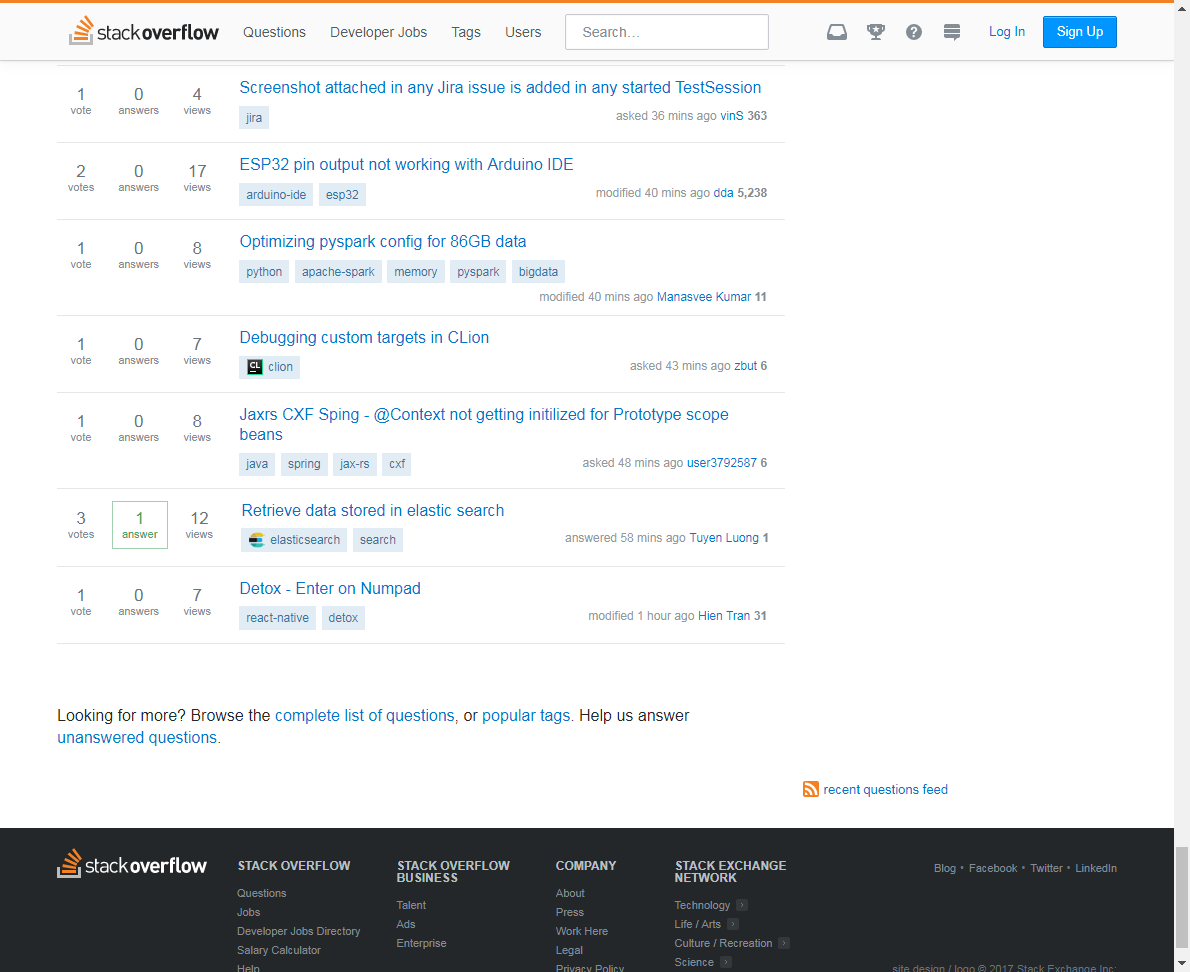 stackoverflow Questions Developer Jobs Tags Users Search... Log In Sign Up
1 vote 0 answers 4 views
Screenshot attached in any Jira issue is added in any started TestSession
jira
asked 36 mins ago vinS 363
2 votes 0 answers 17 views
ESP32 pin output not working with Arduino IDE
arduino-ide esp32
modified 40 mins ago dda 5,238
1 vote 0 answers 8 views
Optimizing pyspark config for 86GB data
python apache-spark memory pyspark bigdata
modified 40 mins ago Manasvee Kumar 11
1 vote 0 answers 7 views
Debugging custom targets in CLion
CL clion
asked 43 mins ago zbut 6
1 vote 0 answers 8 views
Jaxrs CXF Sping - @Context not getting initilized for Prototype scope
beans
java spring jax-rs cxf
asked 48 mins ago user3792587 6
3 votes 1 answer 12 views
Retrieve data stored in elastic search
elasticsearch search
answered 58 mins ago Tuyen Luong 1
1 vote 0 answers 7 views
Detox - Enter on Numpad
react-native detox
modified 1 hour ago Hien Tran 31
Looking for more? Browse the complete list of questions, or popular tags. Help us answer
unanswered questions.
recent questions feed
stackoverflow
STACK OVERFLOW
Questions
Jobs
Developer Jobs Directory
Salary Calculator
Help
STACK OVERFLOW
BUSINESS
Talent
Ads
Enterprise
COMPANY
About
Press
Work Here
Legal
Privacy Policy
STACK EXCHANGE
NETWORK
Technology
Life / Arts
Culture / Recreation
Science
Blog • Facebook • Twitter • LinkedIn
site design / logo © 2017 Stack Exchange Inc;